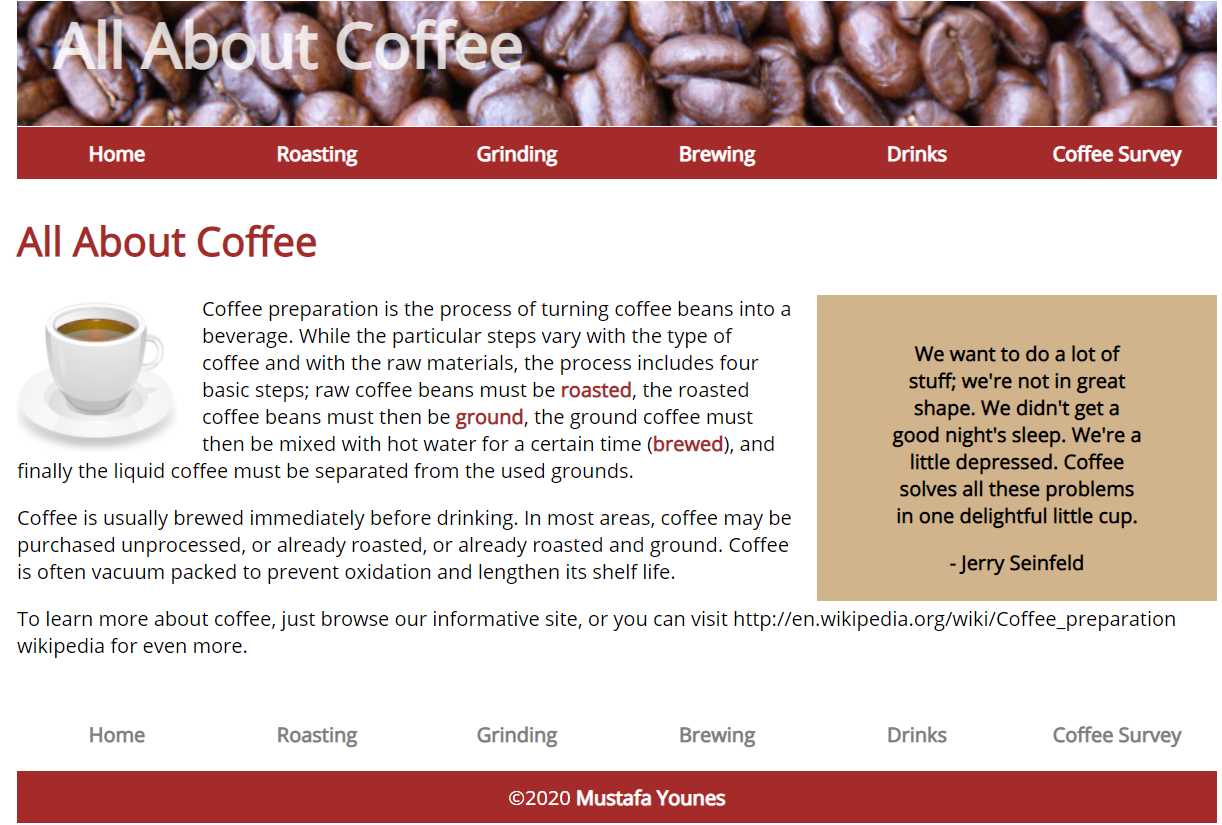 All About Coffee
Home Roasting Grinding Brewing Drinks Coffee Survey
All About Coffee
Coffee preparation is the process of turning coffee beans into a
beverage. While the particular steps vary with the type of
coffee and with the raw materials, the process includes four
basic steps; raw coffee beans must be roasted, the roasted
coffee beans must then be ground, the ground coffee must
then be mixed with hot water for a certain time (brewed), and
finally the liquid coffee must be separated from the used grounds.
Coffee is usually brewed immediately before drinking. In most areas, coffee may be
purchased unprocessed, or already roasted, or already roasted and ground. Coffee
is often vacuum packed to prevent oxidation and lengthen its shelf life.
We want to do a lot of
stuff; we're not in great
shape. We didn't get a
good night's sleep. We're a
little depressed. Coffee
solves all these problems
in one delightful little cup.
- Jerry Seinfeld
To learn more about coffee, just browse our informative site, or you can visit http://en.wikipedia.org/wiki/Coffee_preparation
wikipedia for even more.
Home Roasting Grinding Brewing Drinks Coffee Survey
©2020 Mustafa Younes